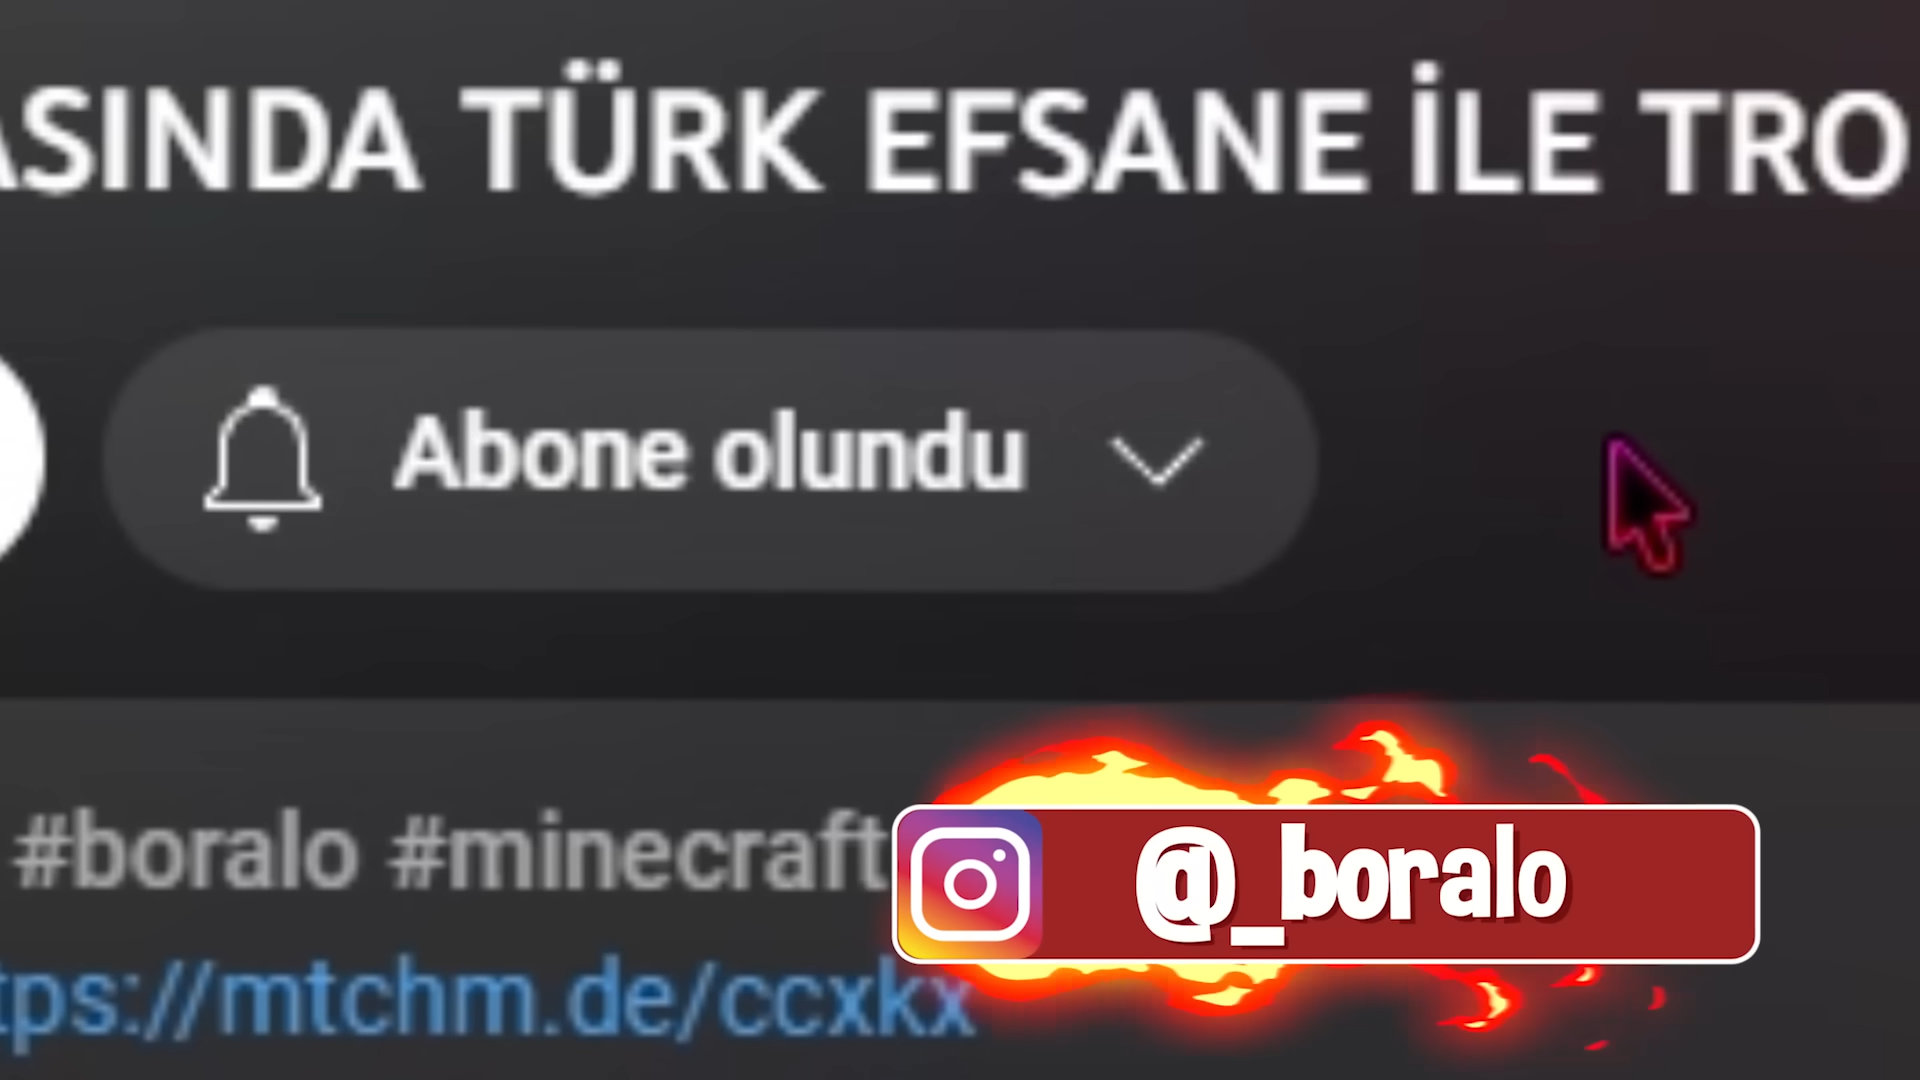 ASINDA TÜRK EFSANE İLE TRO
Abone olundu
#boralo #minecraft
@_boralo
tps://mtchm.de/ccxkx